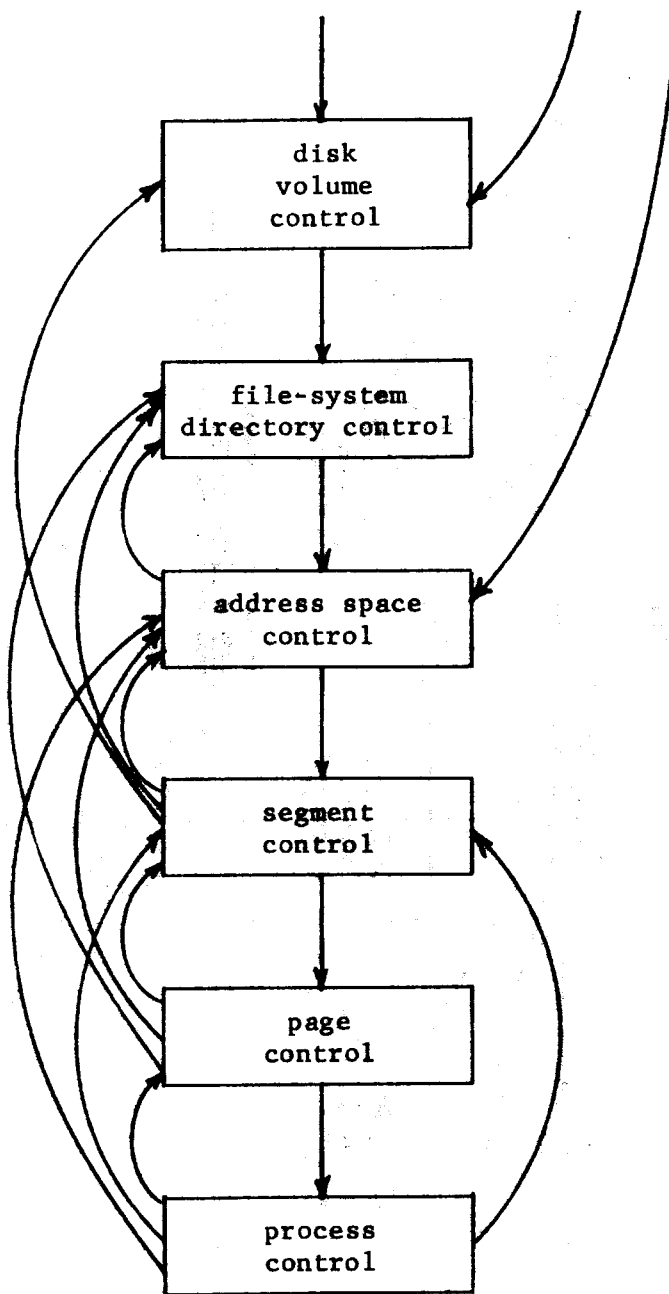 disk
volume
control
file-system
directory control
address space
control
segment
control
page
control
process
control